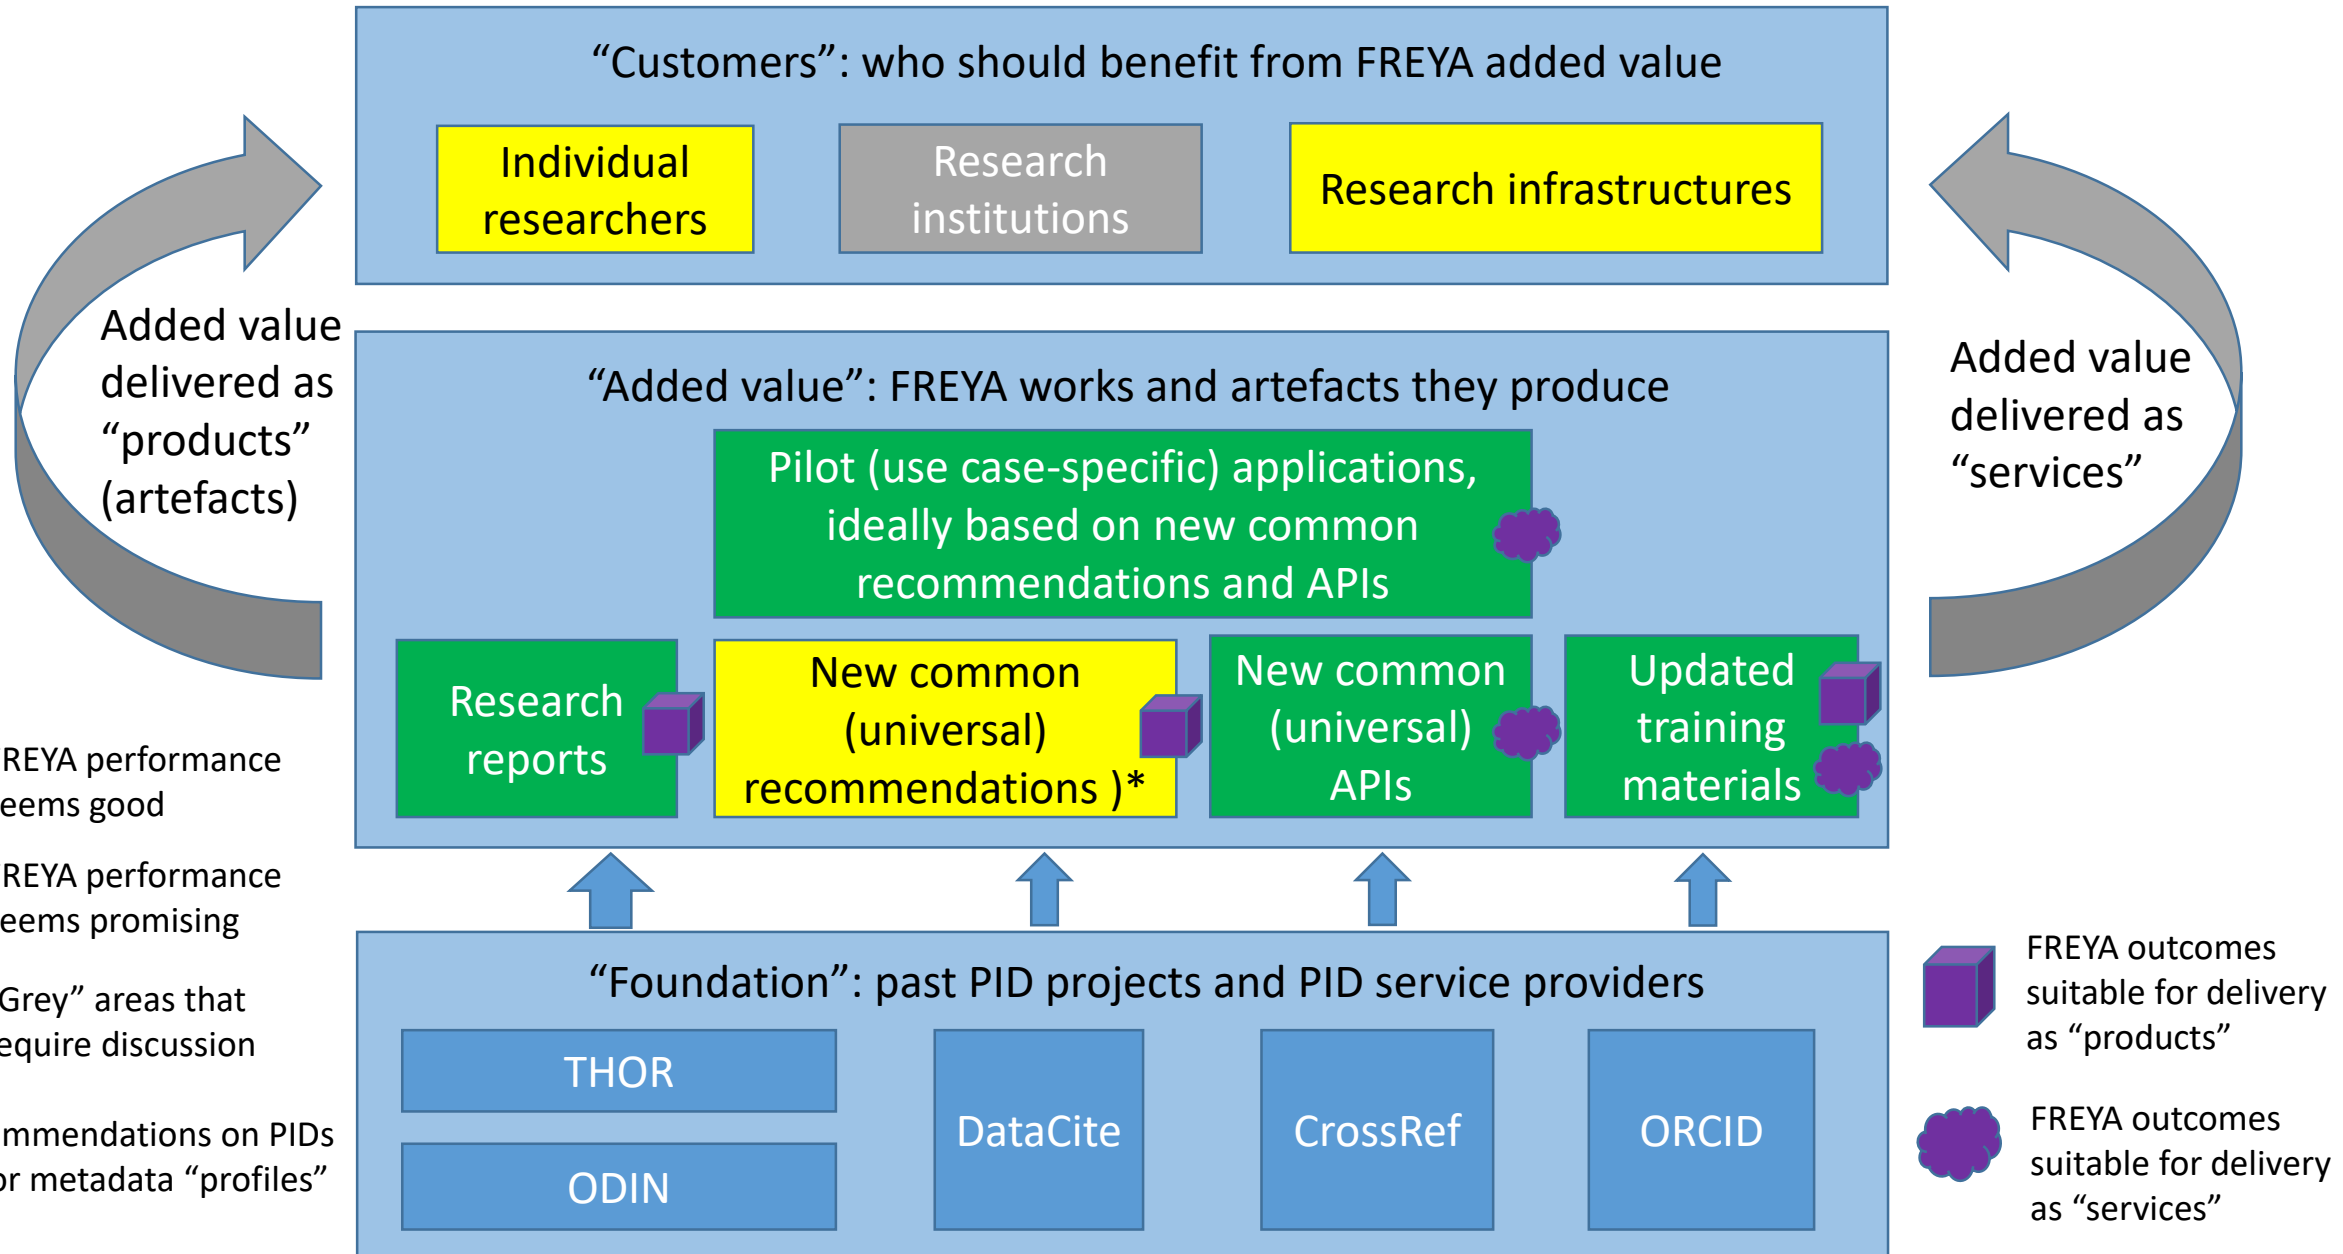 “Customers”: who should benefit from FREYA added value
Individual
researchers
Research
institutions
Research infrastructures
Added value
delivered as
“products”
(artefacts)
Added value
delivered as
“services”
“Added value”: FREYA works and artefacts they produce
Pilot (use case-specific) applications,
ideally based on new common
recommendations and APIs
Research
reports
New common
(universal)
recommendations )*
New common
(universal)
APIs
Updated
training
materials
REYA performance
eems good
REYA performance
eems promising
Grey” areas that
equire discussion
ommendations on PIDs
or metadata “profiles”
“Foundation”: past PID projects and PID service providers
THOR
ODIN
DataCite
CrossRef
ORCID
FREYA outcomes
suitable for delivery
as “products”
FREYA outcomes
suitable for delivery
as “services”